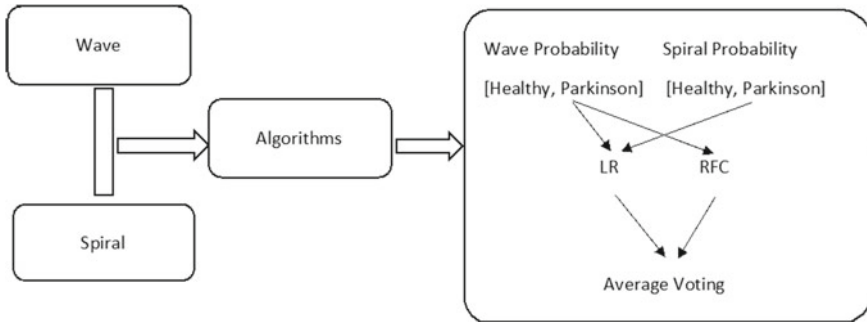 Wave
Spiral
Algorithms
Wave Probability
Spiral Probability
[Healthy, Parkinson]
[Healthy, Parkinson]
LR
RFC
Average Voting